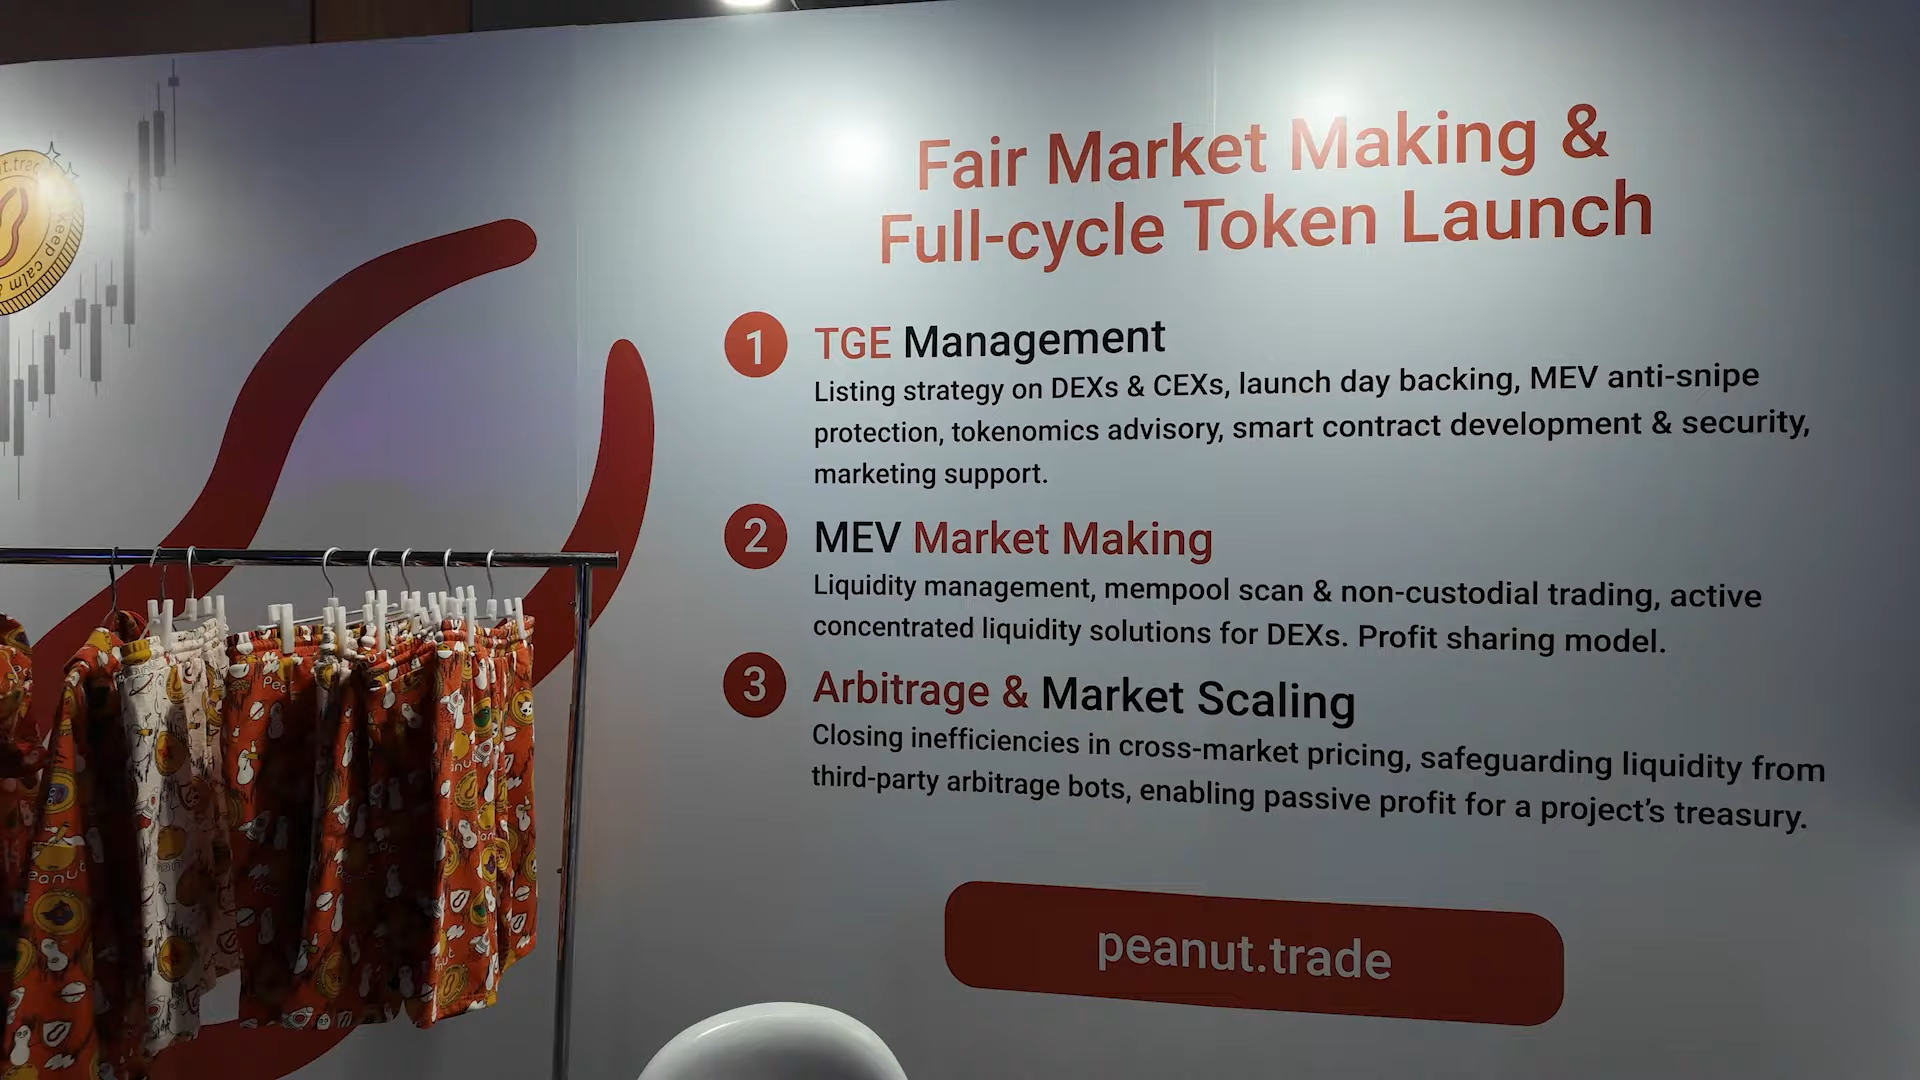 Fair Market Making &
Full-cycle Token Launch
1 TGE Management
Listing strategy on DEXs & CEXs, launch day backing, MEV anti-snipe
protection, tokenomics advisory, smart contract development & security,
marketing support.
2 MEV Market Making
Liquidity management, mempool scan & non-custodial trading, active
concentrated liquidity solutions for DEXs. Profit sharing model.
3 Arbitrage & Market Scaling
Closing inefficiencies in cross-market pricing, safeguarding liquidity from
third-party arbitrage bots, enabling passive profit for a project's treasury.
peanut.trade
keep calm &